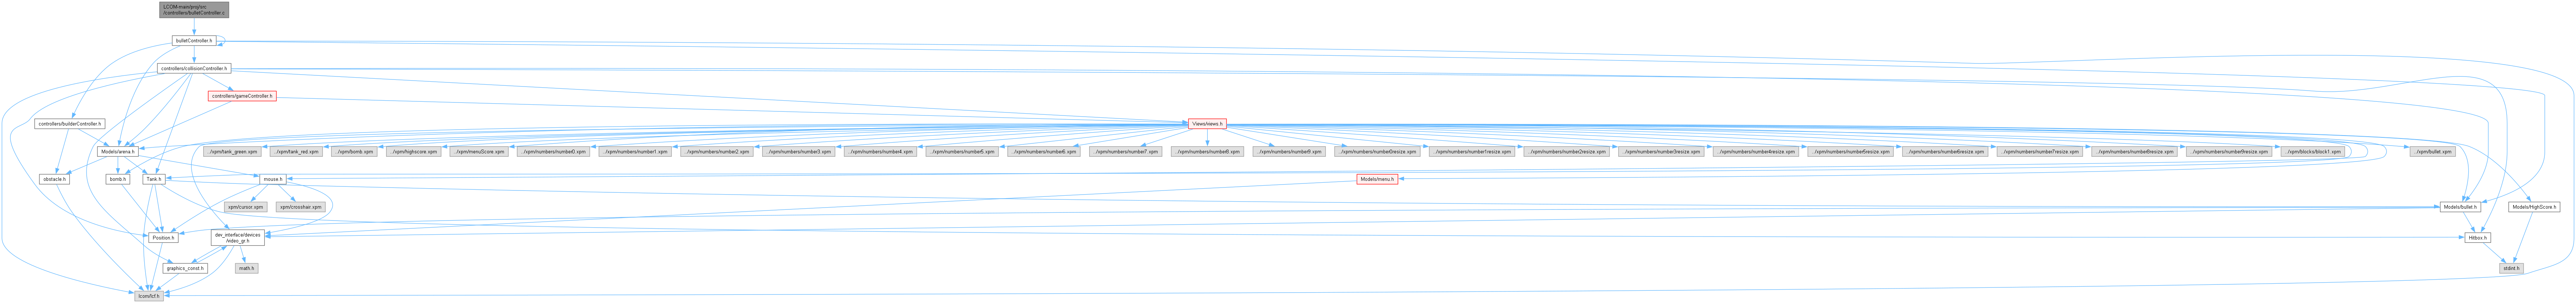 LCOM-main/proj/src
/controllers/bulletController.c
bulletController.h
controllers/collisionController.h
controllers/gameController.h
controllers/builderController.h
Views/views.h
Models/arena.h
../xpm/tank_green.xpm
../xpm/tank_red.xpm
../xpm/bomb.xpm
../xpm/highscore.xpm
../xpm/menuScore.xpm
../xpm/numbers/number0.xpm
../xpm/numbers/number1.xpm
../xpm/numbers/number2.xpm
../xpm/numbers/number3.xpm
../xpm/numbers/number4.xpm
../xpm/numbers/number5.xpm
../xpm/numbers/number6.xpm
../xpm/numbers/number7.xpm
../xpm/numbers/number8.xpm
../xpm/numbers/number9.xpm
../xpm/numbers/number0resize.xpm
../xpm/numbers/number1resize.xpm
../xpm/numbers/number2resize.xpm
../xpm/numbers/number3resize.xpm
../xpm/numbers/number4resize.xpm
../xpm/numbers/number5resize.xpm
../xpm/numbers/number6resize.xpm
../xpm/numbers/number7resize.xpm
../xpm/numbers/number8resize.xpm
../xpm/numbers/number9resize.xpm
../xpm/blocks/block1.xpm
../xpm/bullet.xpm
obstacle.h
bomb.h
Tank.h
mouse.h
Models/menu.h
xpm/cursor.xpm
xpm/crosshair.xpm
Models/bullet.h
Models/HighScore.h
Position.h
dev_interface/devices
/video_gr.h
Hitbox.h
graphics_const.h
math.h
stdint.h
lcom/lcf.h